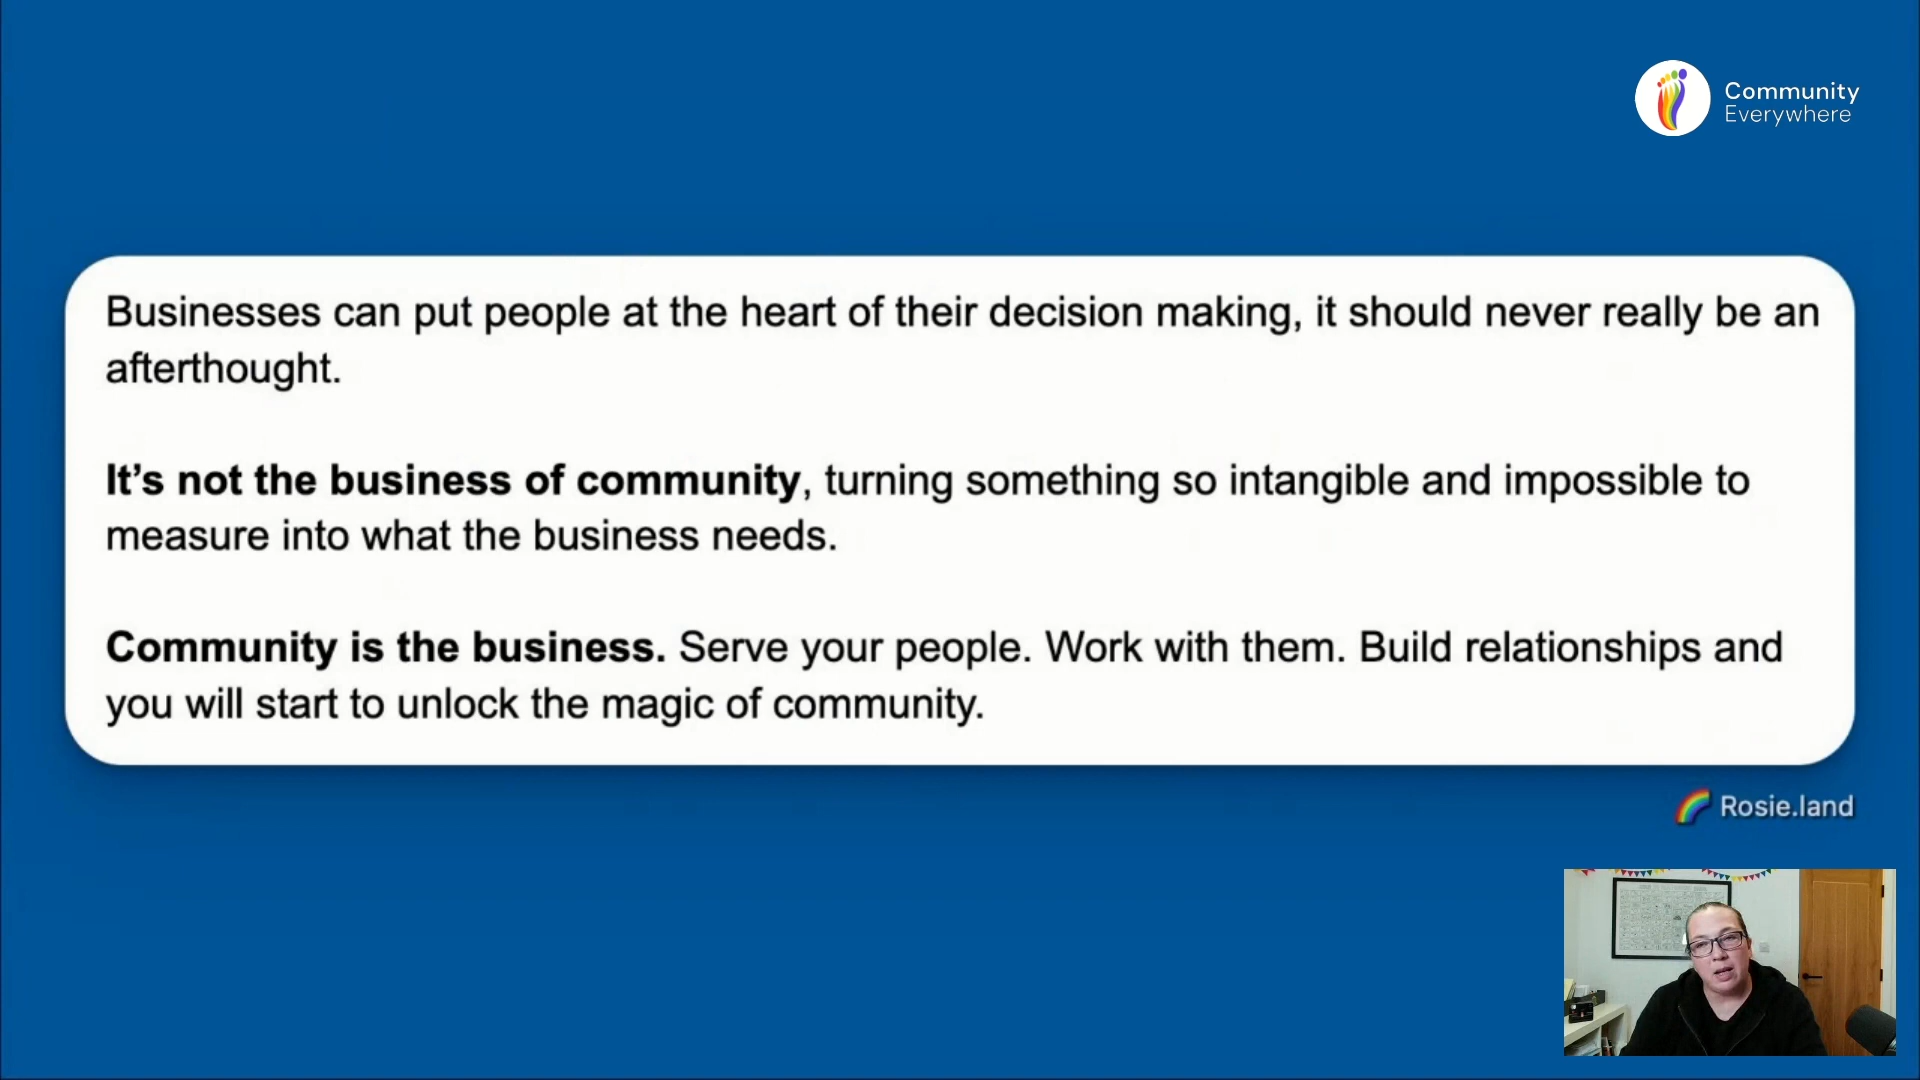 Community
Everywhere
Businesses can put people at the heart of their decision making, it should never really be an
afterthought.
It’s not the business of community, turning something so intangible and impossible to
measure into what the business needs.
Community is the business. Serve your people. Work with them. Build relationships and
you will start to unlock the magic of community.
Rosie.land